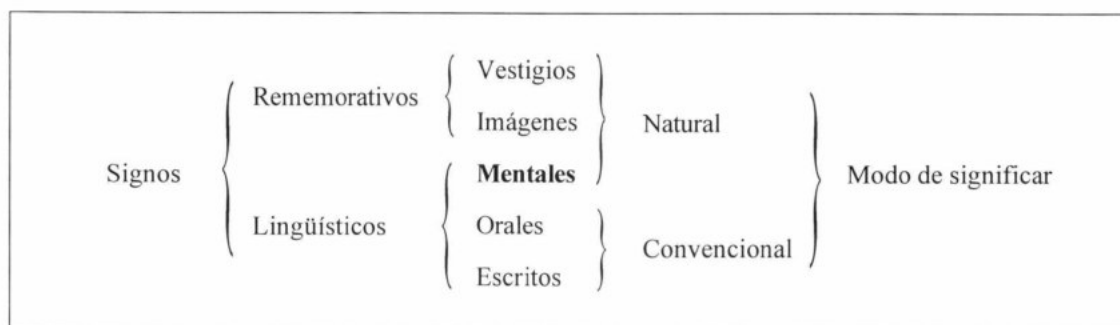 Vestigios
Rememorativos
Imágenes
Natural
Signos
Mentales
Modo de significar
Lingüísticos
Orales
Convencional
Escritos